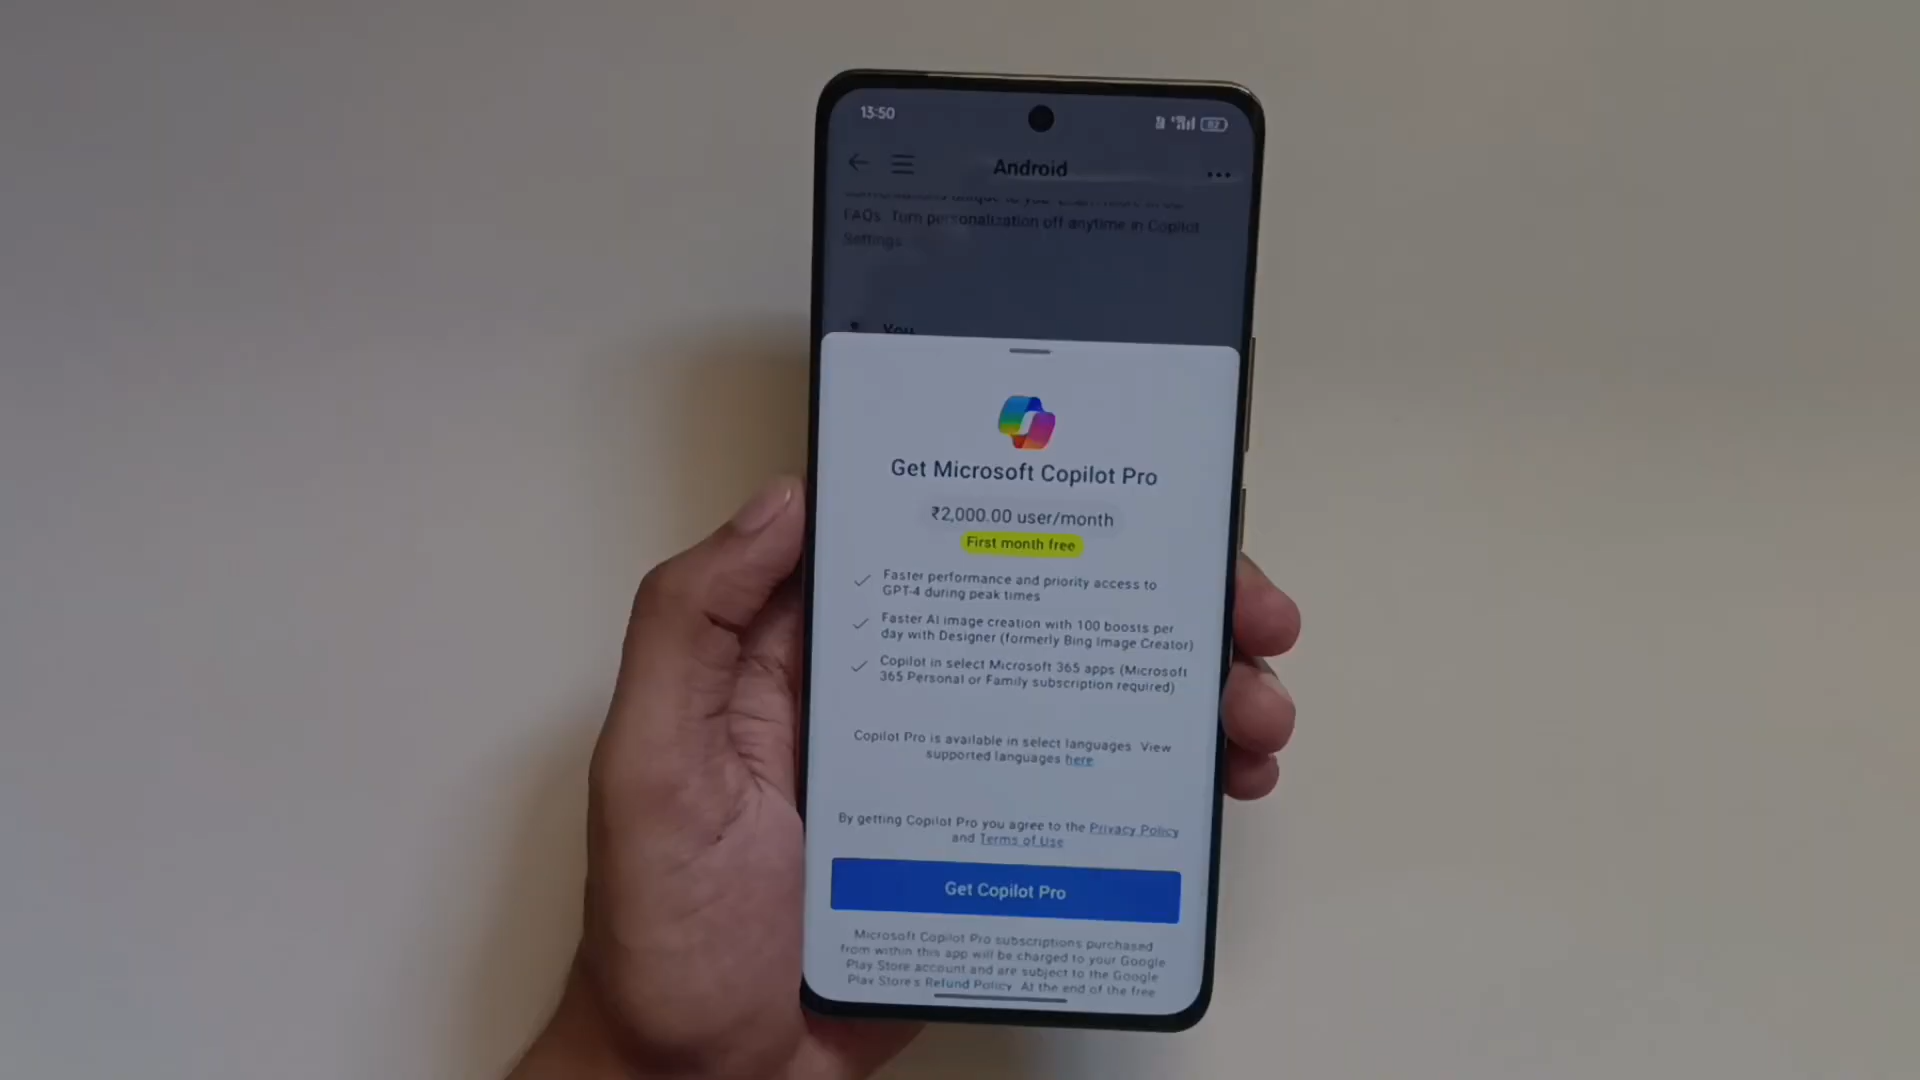 13:50
82
Android
FAQs. Turn personalization off anytime in Copilot
Settings
You
Get Microsoft Copilot Pro
₹2,000.00 user/month
First month free
Faster performance and priority access to
GPT-4 during peak times
Faster AI image creation with 100 boosts per
day with Designer (formerly Bing Image Creator)
Copilot in select Microsoft 365 apps (Microsoft
365 Personal or Family subscription required)
Copilot Pro is available in select languages. View
supported languages here
By getting Copilot Pro you agree to the Privacy Policy
and Terms of Use
Get Copilot Pro
Microsoft Copilot Pro subscriptions purchased
from within this app will be charged to your Google
Play Store account and are subject to the Google
Play Store's Refund Policy. At the end of the free